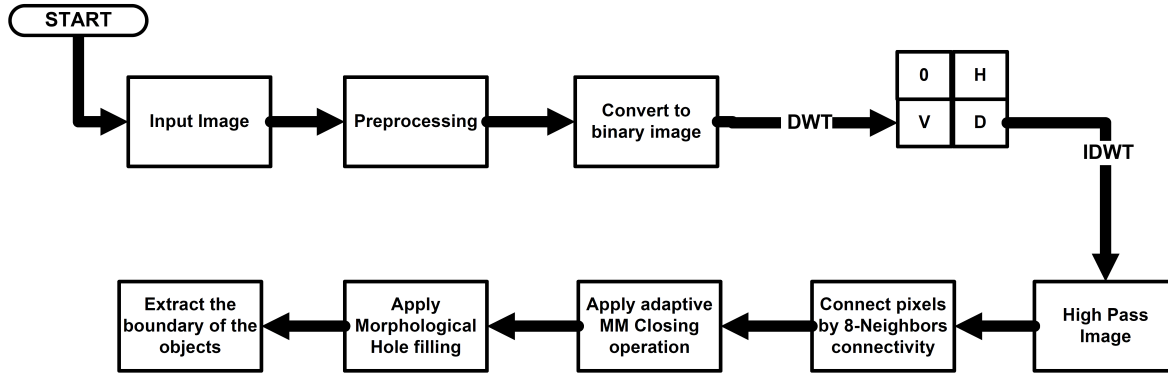 START
Input Image
Preprocessing
Convert to
binary image
DWT
0 H
V D
IDWT
High Pass
Image
Connect pixels
by 8-Neighbors
connectivity
Apply adaptive
MM Closing
operation
Apply
Morphological
Hole filling
Extract the
boundary of the
objects